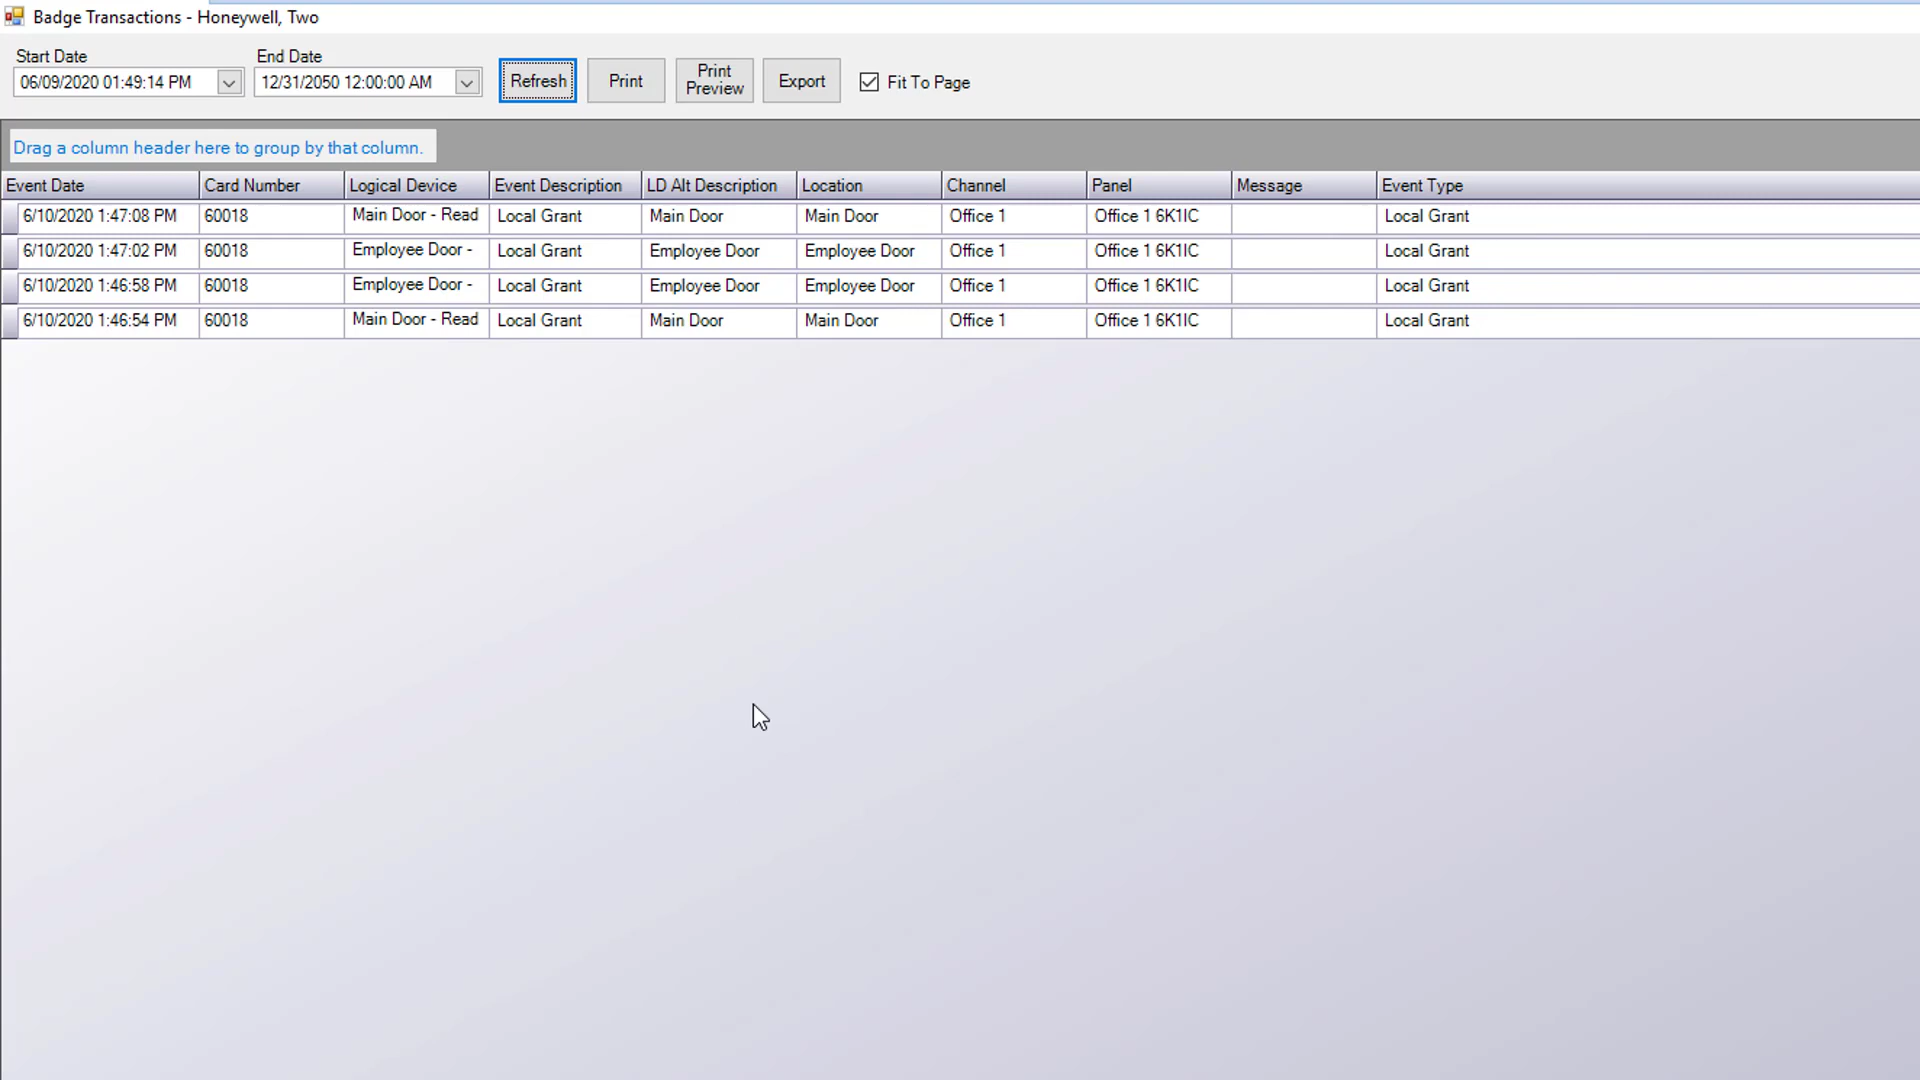 Badge Transactions - Honeywell, Two
Start Date End Date
06/09/2020 01:49:14 PM 12/31/2050 12:00:00 AM Refresh Print Print Preview Export Fit To Page
Drag a column header here to group by that column.
Event Date Card Number Logical Device Event Description LD Alt Description Location Channel Panel Message Event Type
6/10/2020 1:47:08 PM 60018 Main Door - Read Local Grant Main Door Main Door Office 1 Office 1 6K1IC Local Grant
6/10/2020 1:47:02 PM 60018 Employee Door - Local Grant Employee Door Employee Door Office 1 Office 1 6K1IC Local Grant
6/10/2020 1:46:58 PM 60018 Employee Door - Local Grant Employee Door Employee Door Office 1 Office 1 6K1IC Local Grant
6/10/2020 1:46:54 PM 60018 Main Door - Read Local Grant Main Door Main Door Office 1 Office 1 6K1IC Local Grant